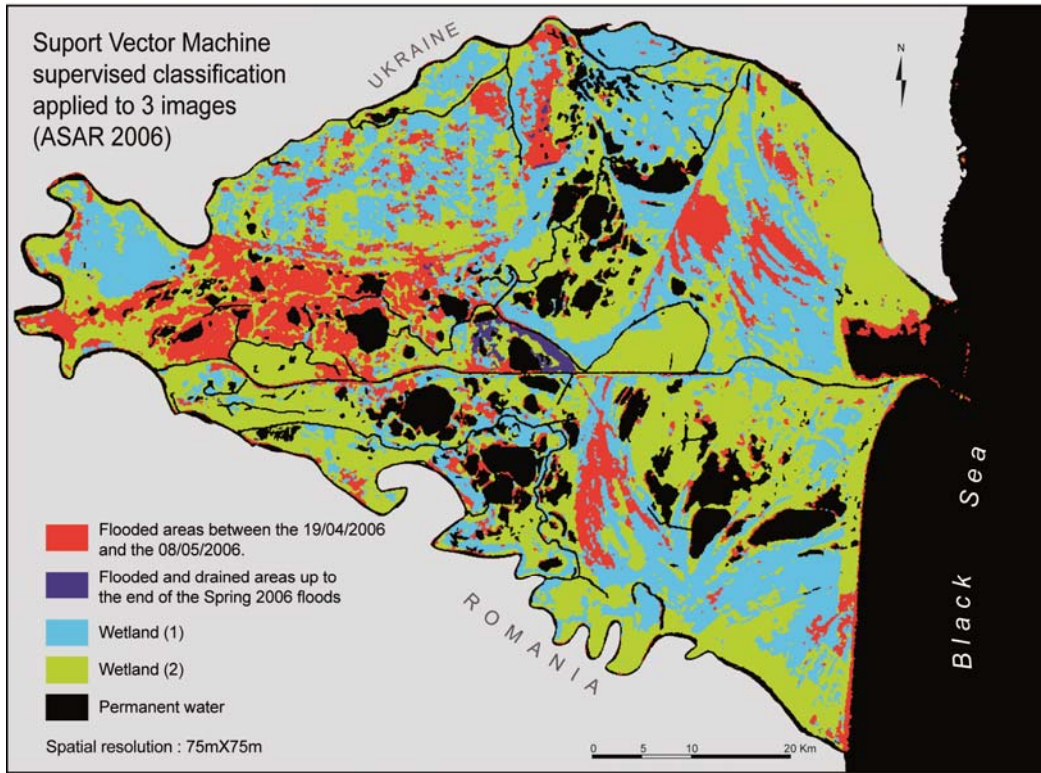 Suport Vector Machine
supervised classification
applied to 3 images
(ASAR 2006)
UKRAINE
N
Black Sea
ROMANIA
Flooded areas between the 19/04/2006
and the 08/05/2006.
Flooded and drained areas up to
the end of the Spring 2006 floods
Wetland (1)
Wetland (2)
Permanent water
Spatial resolution : 75mX75m
0 5 10 20 Km